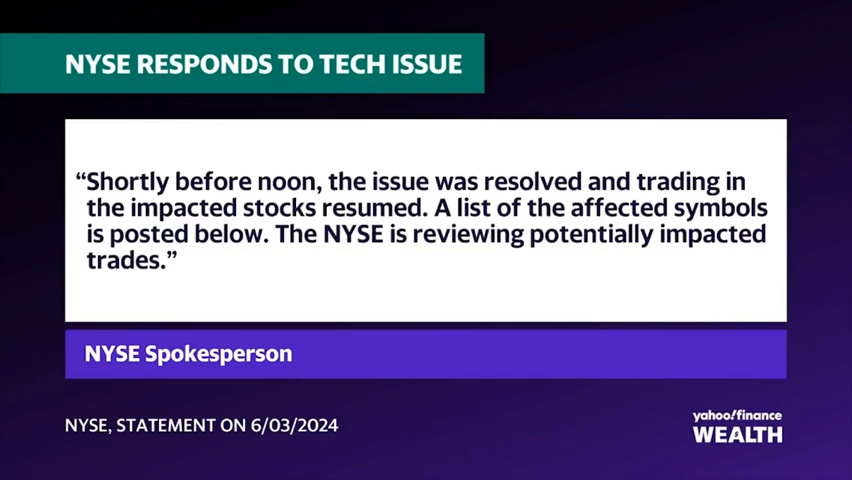 NYSE RESPONDS TO TECH ISSUE
“Shortly before noon, the issue was resolved and trading in
the impacted stocks resumed. A list of the affected symbols
is posted below. The NYSE is reviewing potentially impacted
trades.”
NYSE Spokesperson
NYSE, STATEMENT ON 6/03/2024
yahoo!finance
WEALTH